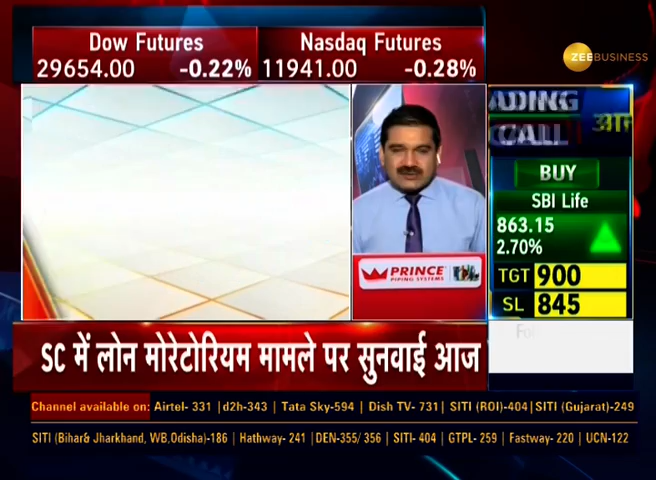 Dow Futures
29654.00 -0.22%
Nasdaq Futures
11941.00 -0.28%
ZEEBUSINESS
ADING
CALL
BUY
SBI Life
863.15
2.70%
TGT 900
SL 845
PRINCE
PIPING SYSTEMS
SC में लोन मोरेटोरियम मामले पर सुनवाई आज
Channel available on: Airtel- 331 |d2h-343 | Tata Sky-594 | Dish TV- 731| SITI (ROI)-404|SITI (Gujarat)-249
SITI (Bihar& Jharkhand, WB,Odisha)-186 | Hathway- 241 |DEN-355/ 356 | SITI- 404 | GTPL- 259 | Fastway- 220 | UCN-122